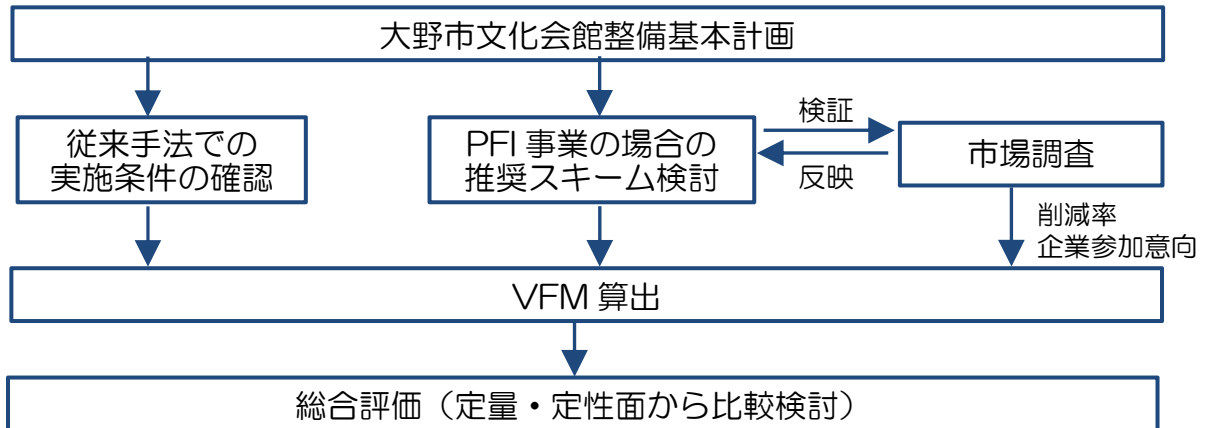 大野市文化会館整備基本計画
従来手法での
実施条件の確認
PFI 事業の場合の
推奨スキーム検討
検証
反映
市場調査
削減率
企業参加意向
VFM 算出
総合評価（定量・定性面から比較検討）